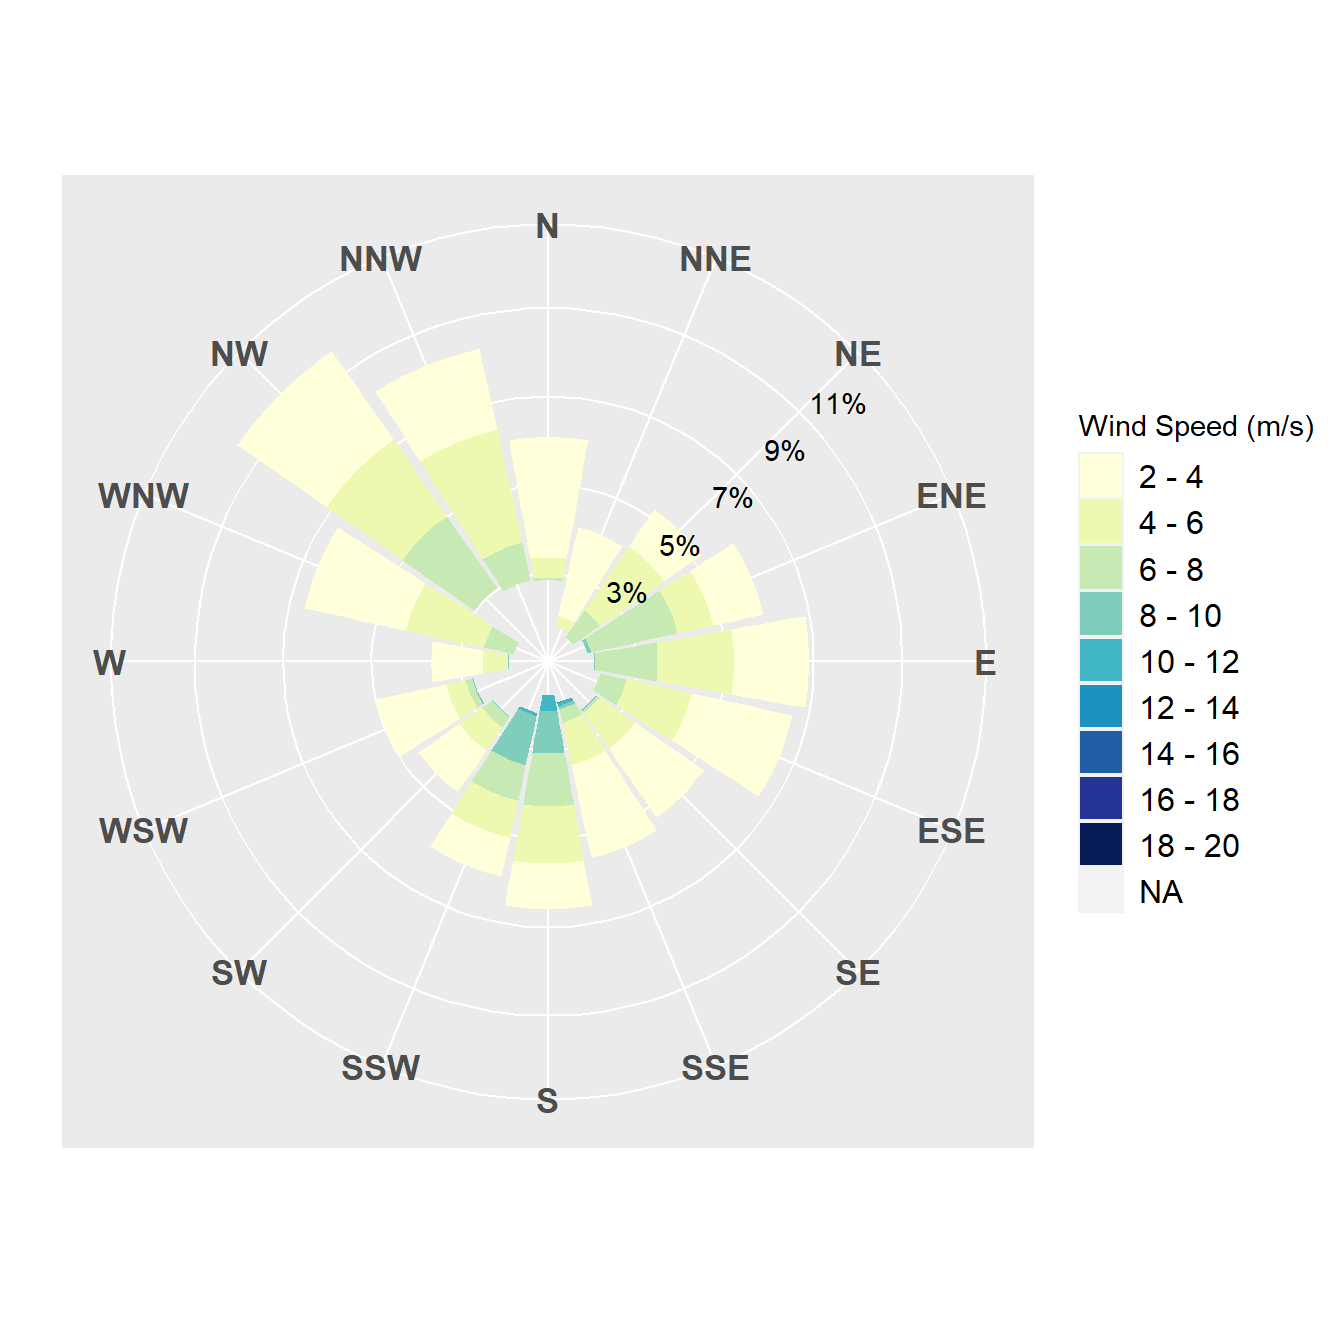 N
NNW
NNE
NW
NE
11%
Wind Speed (m/s)
9%
2 - 4
WNW
7%
ENE
4 - 6
5%
6 - 8
3%
8 - 10
W
E
10 - 12
12 - 14
14 - 16
16 - 18
WSW
ESE
18 - 20
NA
SW
SE
SSW
SSE
S